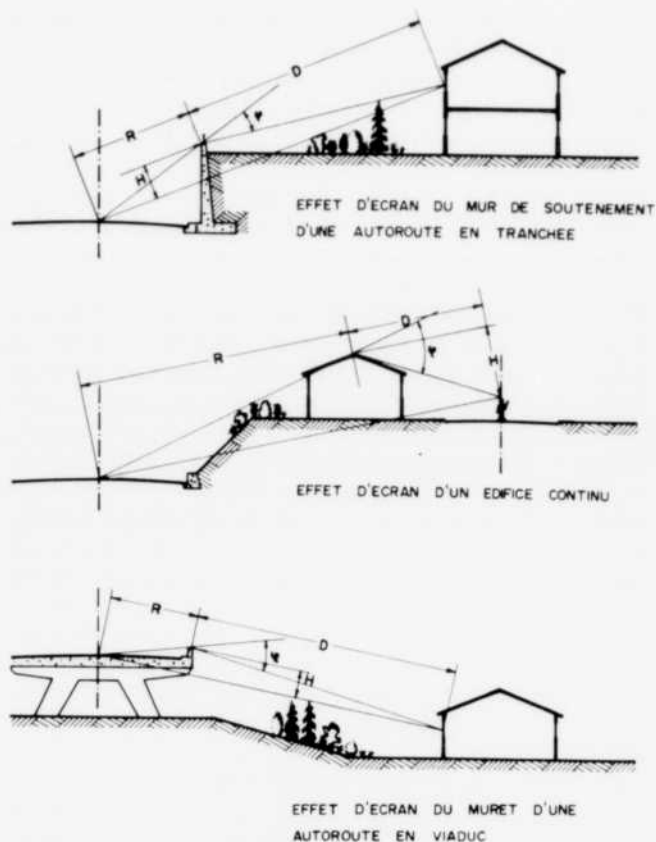 D
R
Ψ
H
EFFET D'ECRAN DU MUR DE SOUTENEMENT
D'UNE AUTOROUTE EN TRANCHEE
D
R
Ψ
H
EFFET D'ECRAN D'UN EDIFICE CONTINU
R
D
Ψ
H
EFFET D'ECRAN DU MURET D'UNE
AUTOROUTE EN VIADUC